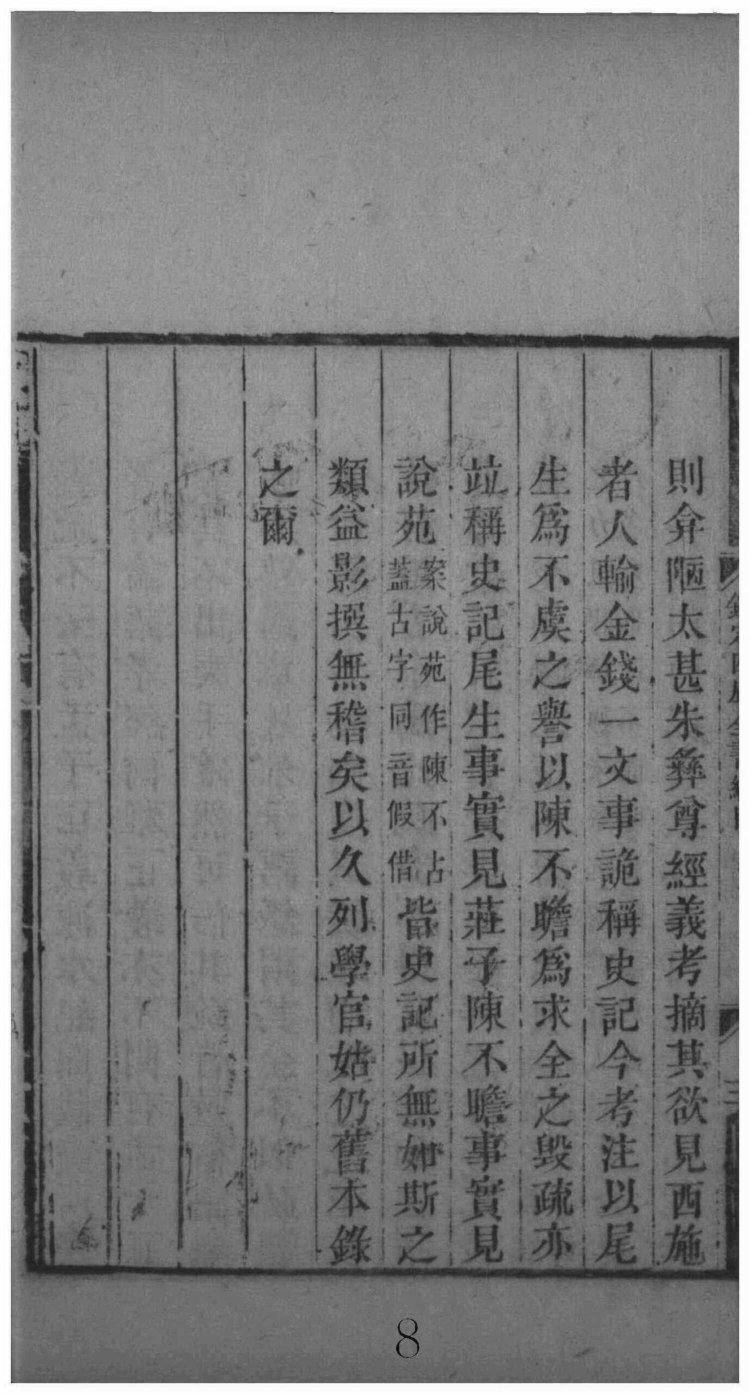 則弇陋太甚朱彝尊經義考摘其欲見西施
者人輸金錢一文事詭稱史記今考注以尾
生為不虞之譽以陳不瞻為求全之毀疏亦
竝稱史記尾生事實見莊子陳不瞻事實見
說苑案說苑作陳不占蓋古字同音假借皆史記所無如斯之
類益影撰無稽矣以久列學官姑仍舊本錄
之爾
8